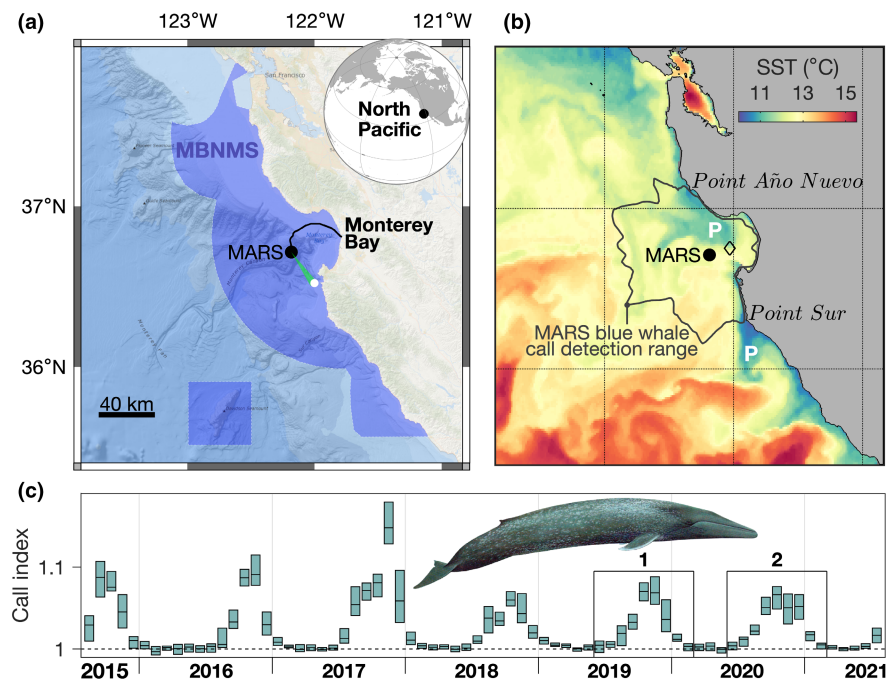 (a)
123°W 122°W 121°W
San Francisco
North
Pacific
MBNMS
37°N
Monterey
Bay
MARS
36°N
40 km
(b)
SST (°C)
11 13 15
Point Año Nuevo
P
MARS
Point Sur
MARS blue whale
call detection range
P
(c)
Call index
1.1
1
1 2
2015 2016 2017 2018 2019 2020 2021